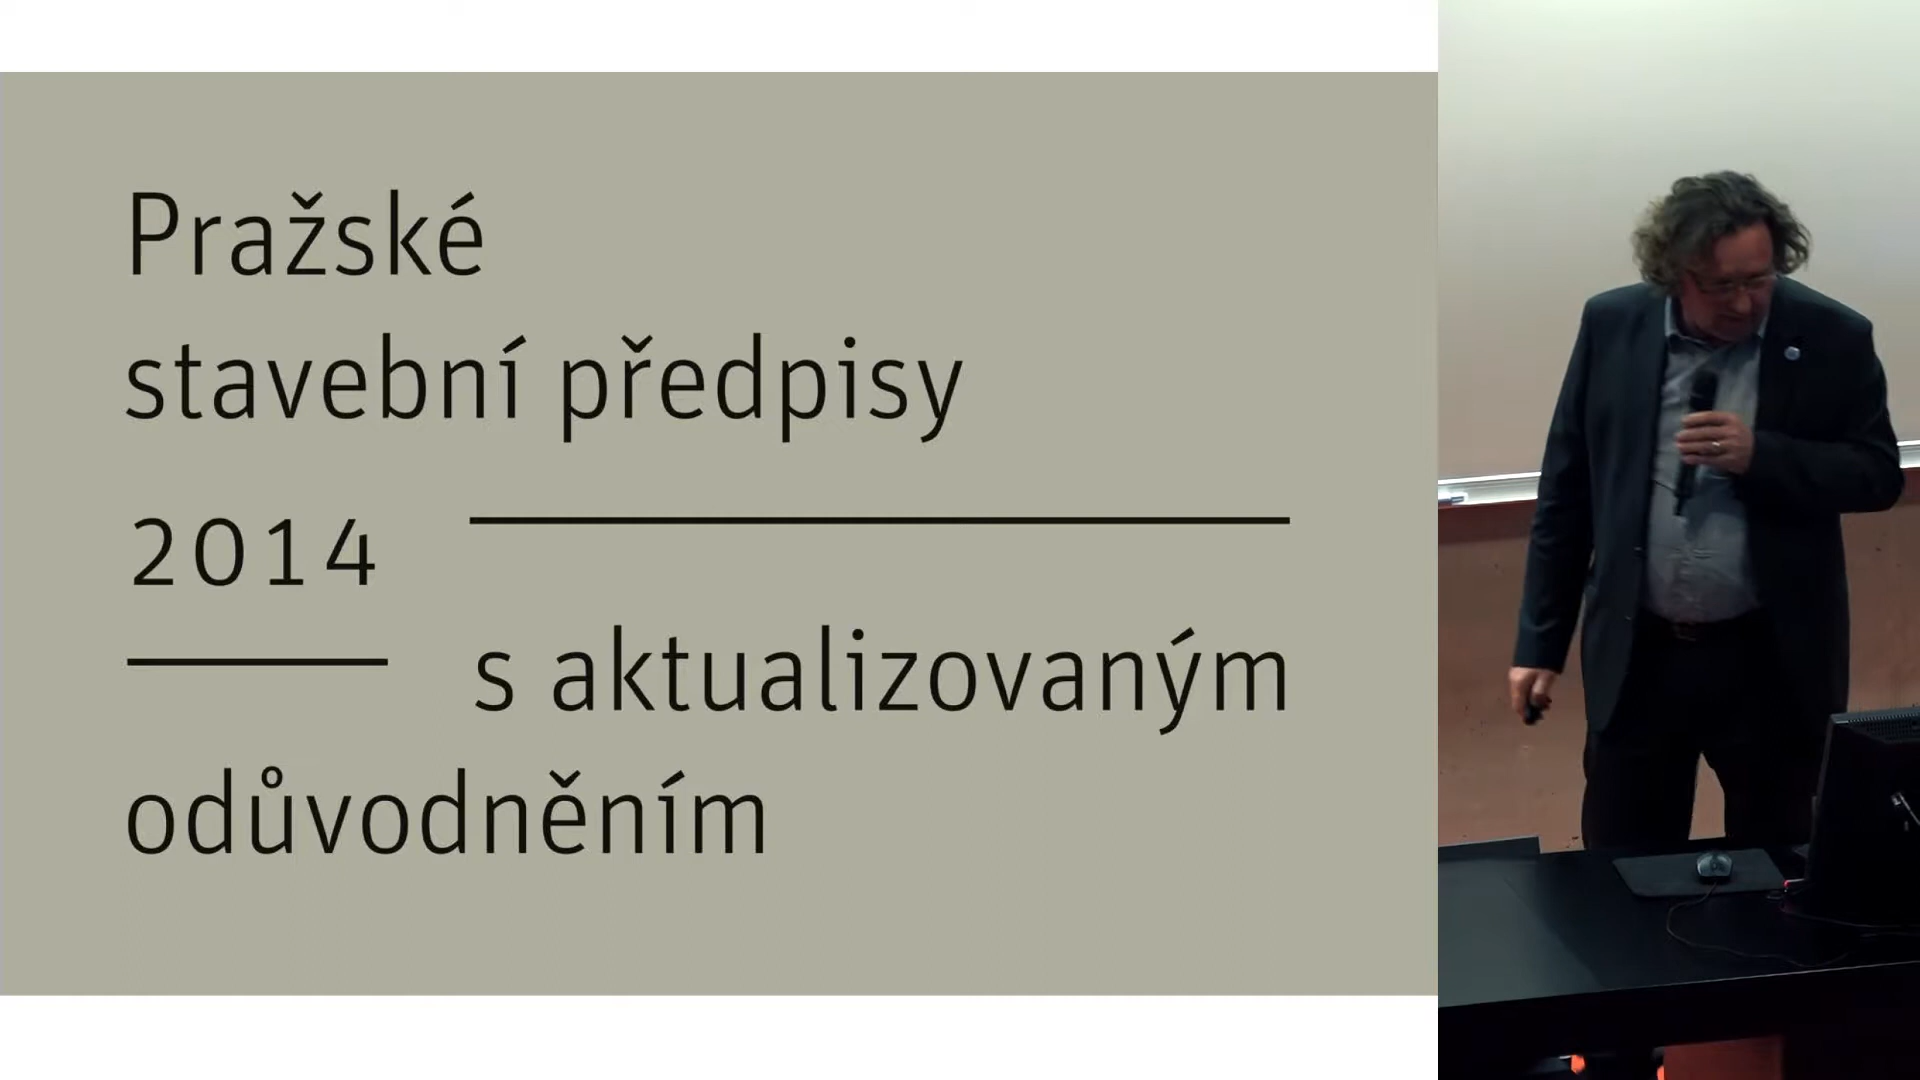 Pražské
stavební předpisy
2014
s aktualizovaným
odůvodněním